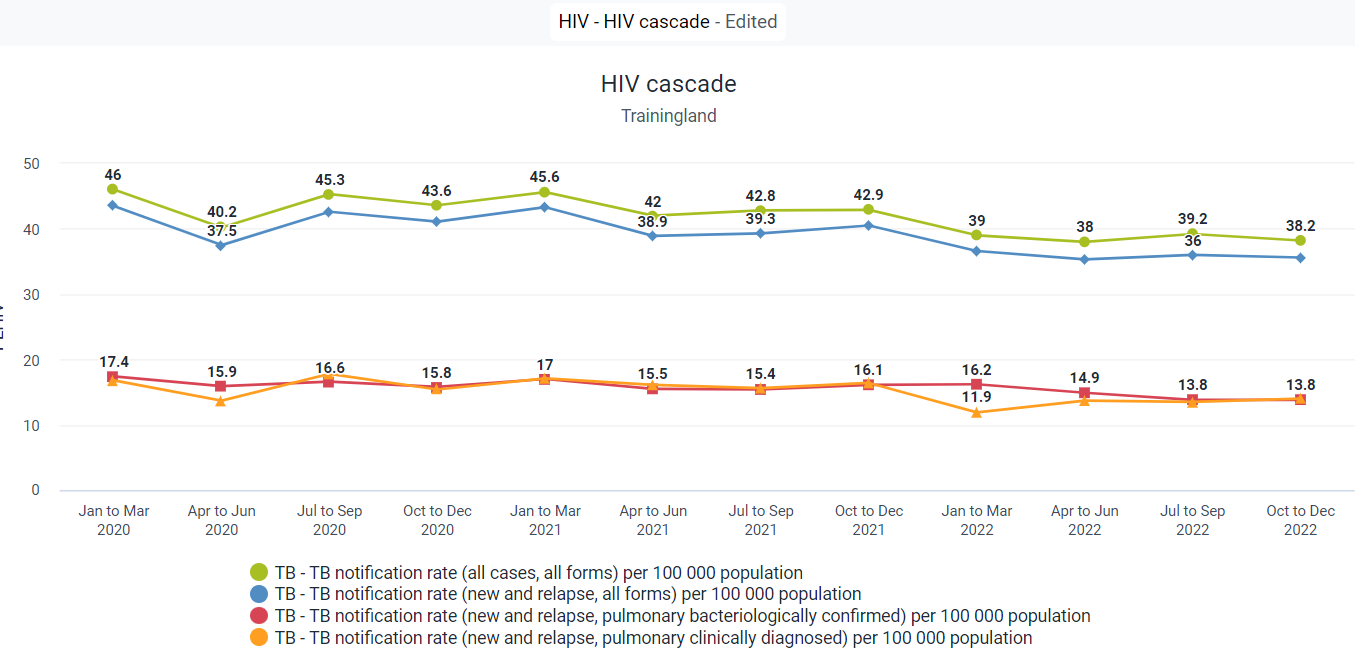 HIV - HIV cascade - Edited
HIV cascade
Trainingland
50
40
30
20
10
0
46
40.2
45.3
43.6
45.6
42
42.8
42.9
39
38
39.2
38.2
37.5
38.9
39.3
36
17.4
15.9
16.6
15.8
17
15.5
15.4
16.1
16.2
14.9
13.8
13.8
11.9
Jan to Mar
2020
Apr to Jun
2020
Jul to Sep
2020
Oct to Dec
2020
Jan to Mar
2021
Apr to Jun
2021
Jul to Sep
2021
Oct to Dec
2021
Jan to Mar
2022
Apr to Jun
2022
Jul to Sep
2022
Oct to Dec
2022
TB - TB notification rate (all cases, all forms) per 100 000 population
TB - TB notification rate (new and relapse, all forms) per 100 000 population
TB - TB notification rate (new and relapse, pulmonary bacteriologically confirmed) per 100 000 population
TB - TB notification rate (new and relapse, pulmonary clinically diagnosed) per 100 000 population